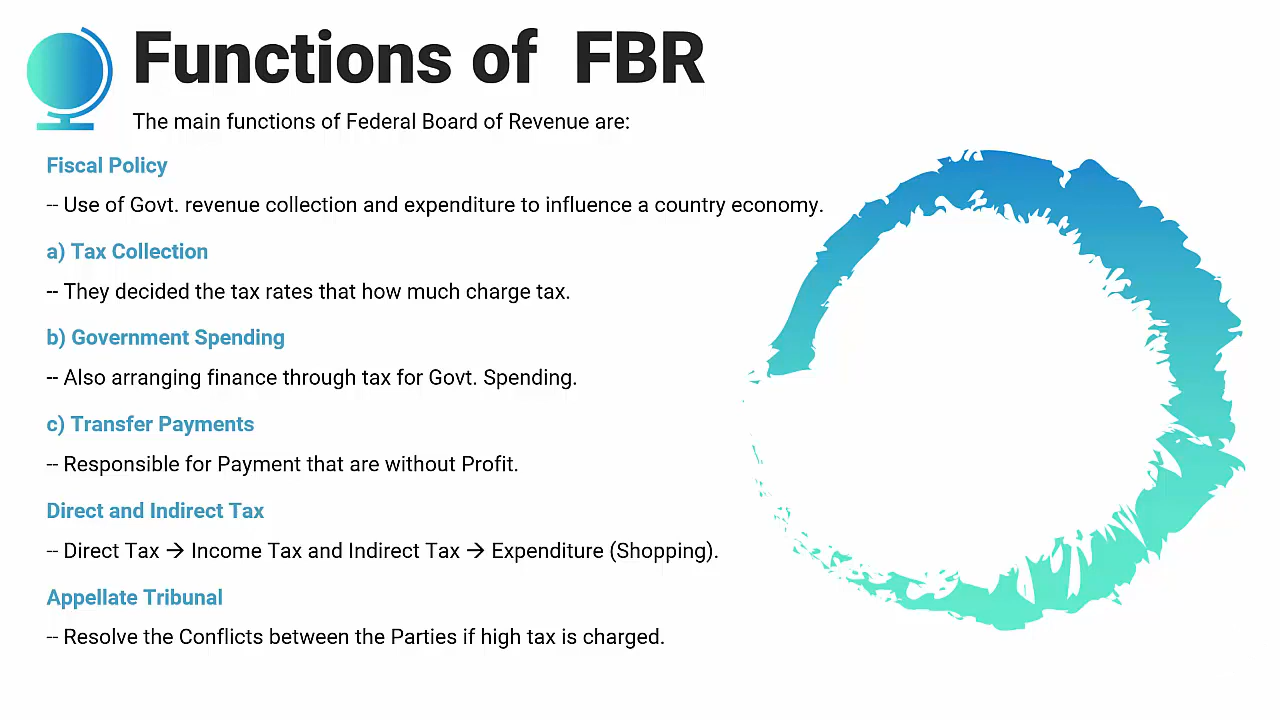 Functions of FBR
The main functions of Federal Board of Revenue are:
Fiscal Policy
-- Use of Govt. revenue collection and expenditure to influence a country economy.
a) Tax Collection
-- They decided the tax rates that how much charge tax.
b) Government Spending
-- Also arranging finance through tax for Govt. Spending.
c) Transfer Payments
-- Responsible for Payment that are without Profit.
Direct and Indirect Tax
-- Direct Tax → Income Tax and Indirect Tax → Expenditure (Shopping).
Appellate Tribunal
-- Resolve the Conflicts between the Parties if high tax is charged.